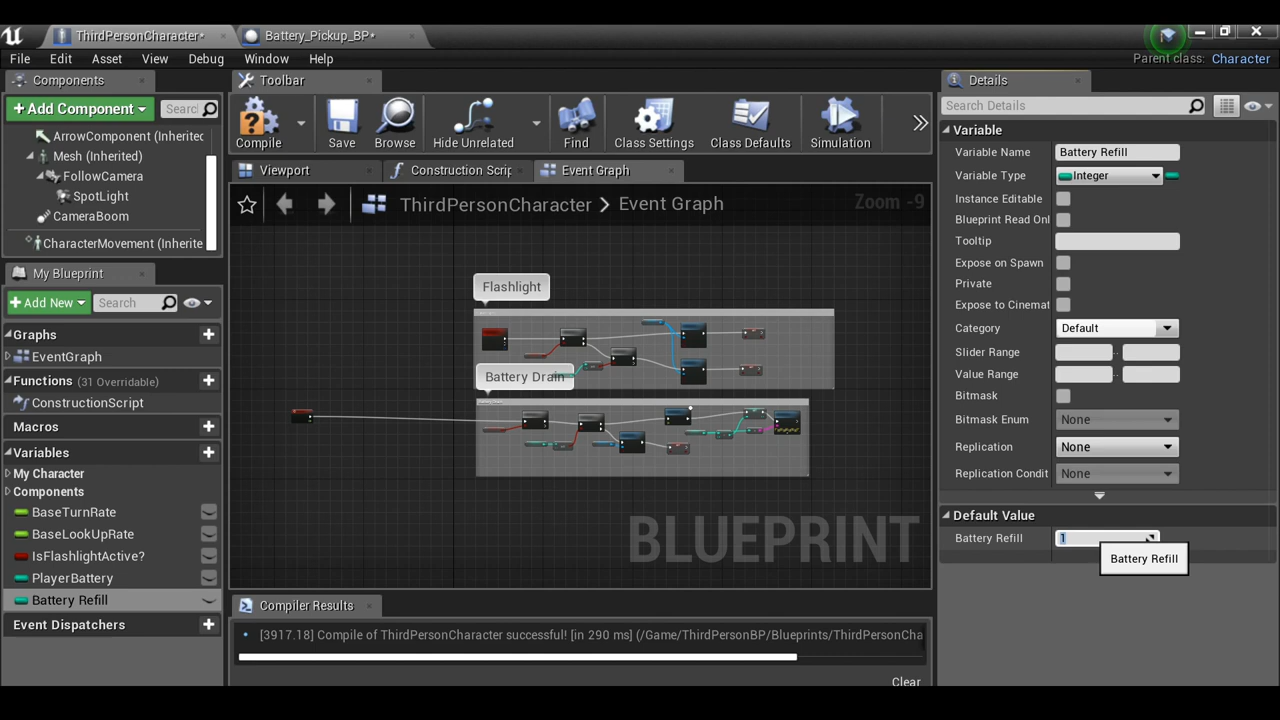 ThirdPersonCharacter*
Battery_Pickup_BP*
File Edit Asset View Debug Window Help
Parent class: Character
Components
Add Component
Searc
ArrowComponent (Inheritec
Mesh (Inherited)
FollowCamera
SpotLight
CameraBoom
CharacterMovement (Inherite
My Blueprint
Add New
Search
Graphs
EventGraph
Functions (31 Overridable)
ConstructionScript
Macros
Variables
My Character
Components
BaseTurnRate
BaseLookUpRate
IsFlashlightActive?
PlayerBattery
Battery Refill
Event Dispatchers
Toolbar
Compile
Save
Browse
Hide Unrelated
Find
Class Settings
Class Defaults
Simulation
Viewport
Construction Scrip
Event Graph
ThirdPersonCharacter > Event Graph
Zoom -9
Flashlight
Battery Drain
BLUEPRINT
Compiler Results
[3917.18] Compile of ThirdPersonCharacter successful! [in 290 ms] (/Game/ThirdPersonBP/Blueprints/ThirdPersonCha
Clear
Details
Search Details
Variable
Variable Name Battery Refill
Variable Type Integer
Instance Editable
Blueprint Read Onl
Tooltip
Expose on Spawn
Private
Expose to Cinemat
Category Default
Slider Range
Value Range
Bitmask
Bitmask Enum None
Replication None
Replication Condit None
Default Value
Battery Refill 1
Battery Refill